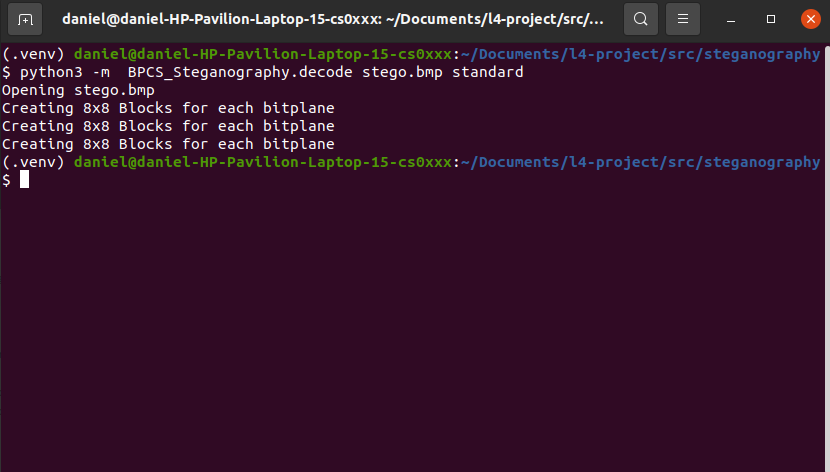 daniel@daniel-HP-Pavilion-Laptop-15-cs0xxx: ~/Documents/l4-project/src/...
(.venv) daniel@daniel-HP-Pavilion-Laptop-15-cs0xxx:~/Documents/l4-project/src/steganography
$ python3 -m  BPCS_Steganography.decode stego.bmp standard
Opening stego.bmp
Creating 8x8 Blocks for each bitplane
Creating 8x8 Blocks for each bitplane
Creating 8x8 Blocks for each bitplane
(.venv) daniel@daniel-HP-Pavilion-Laptop-15-cs0xxx:~/Documents/l4-project/src/steganography
$